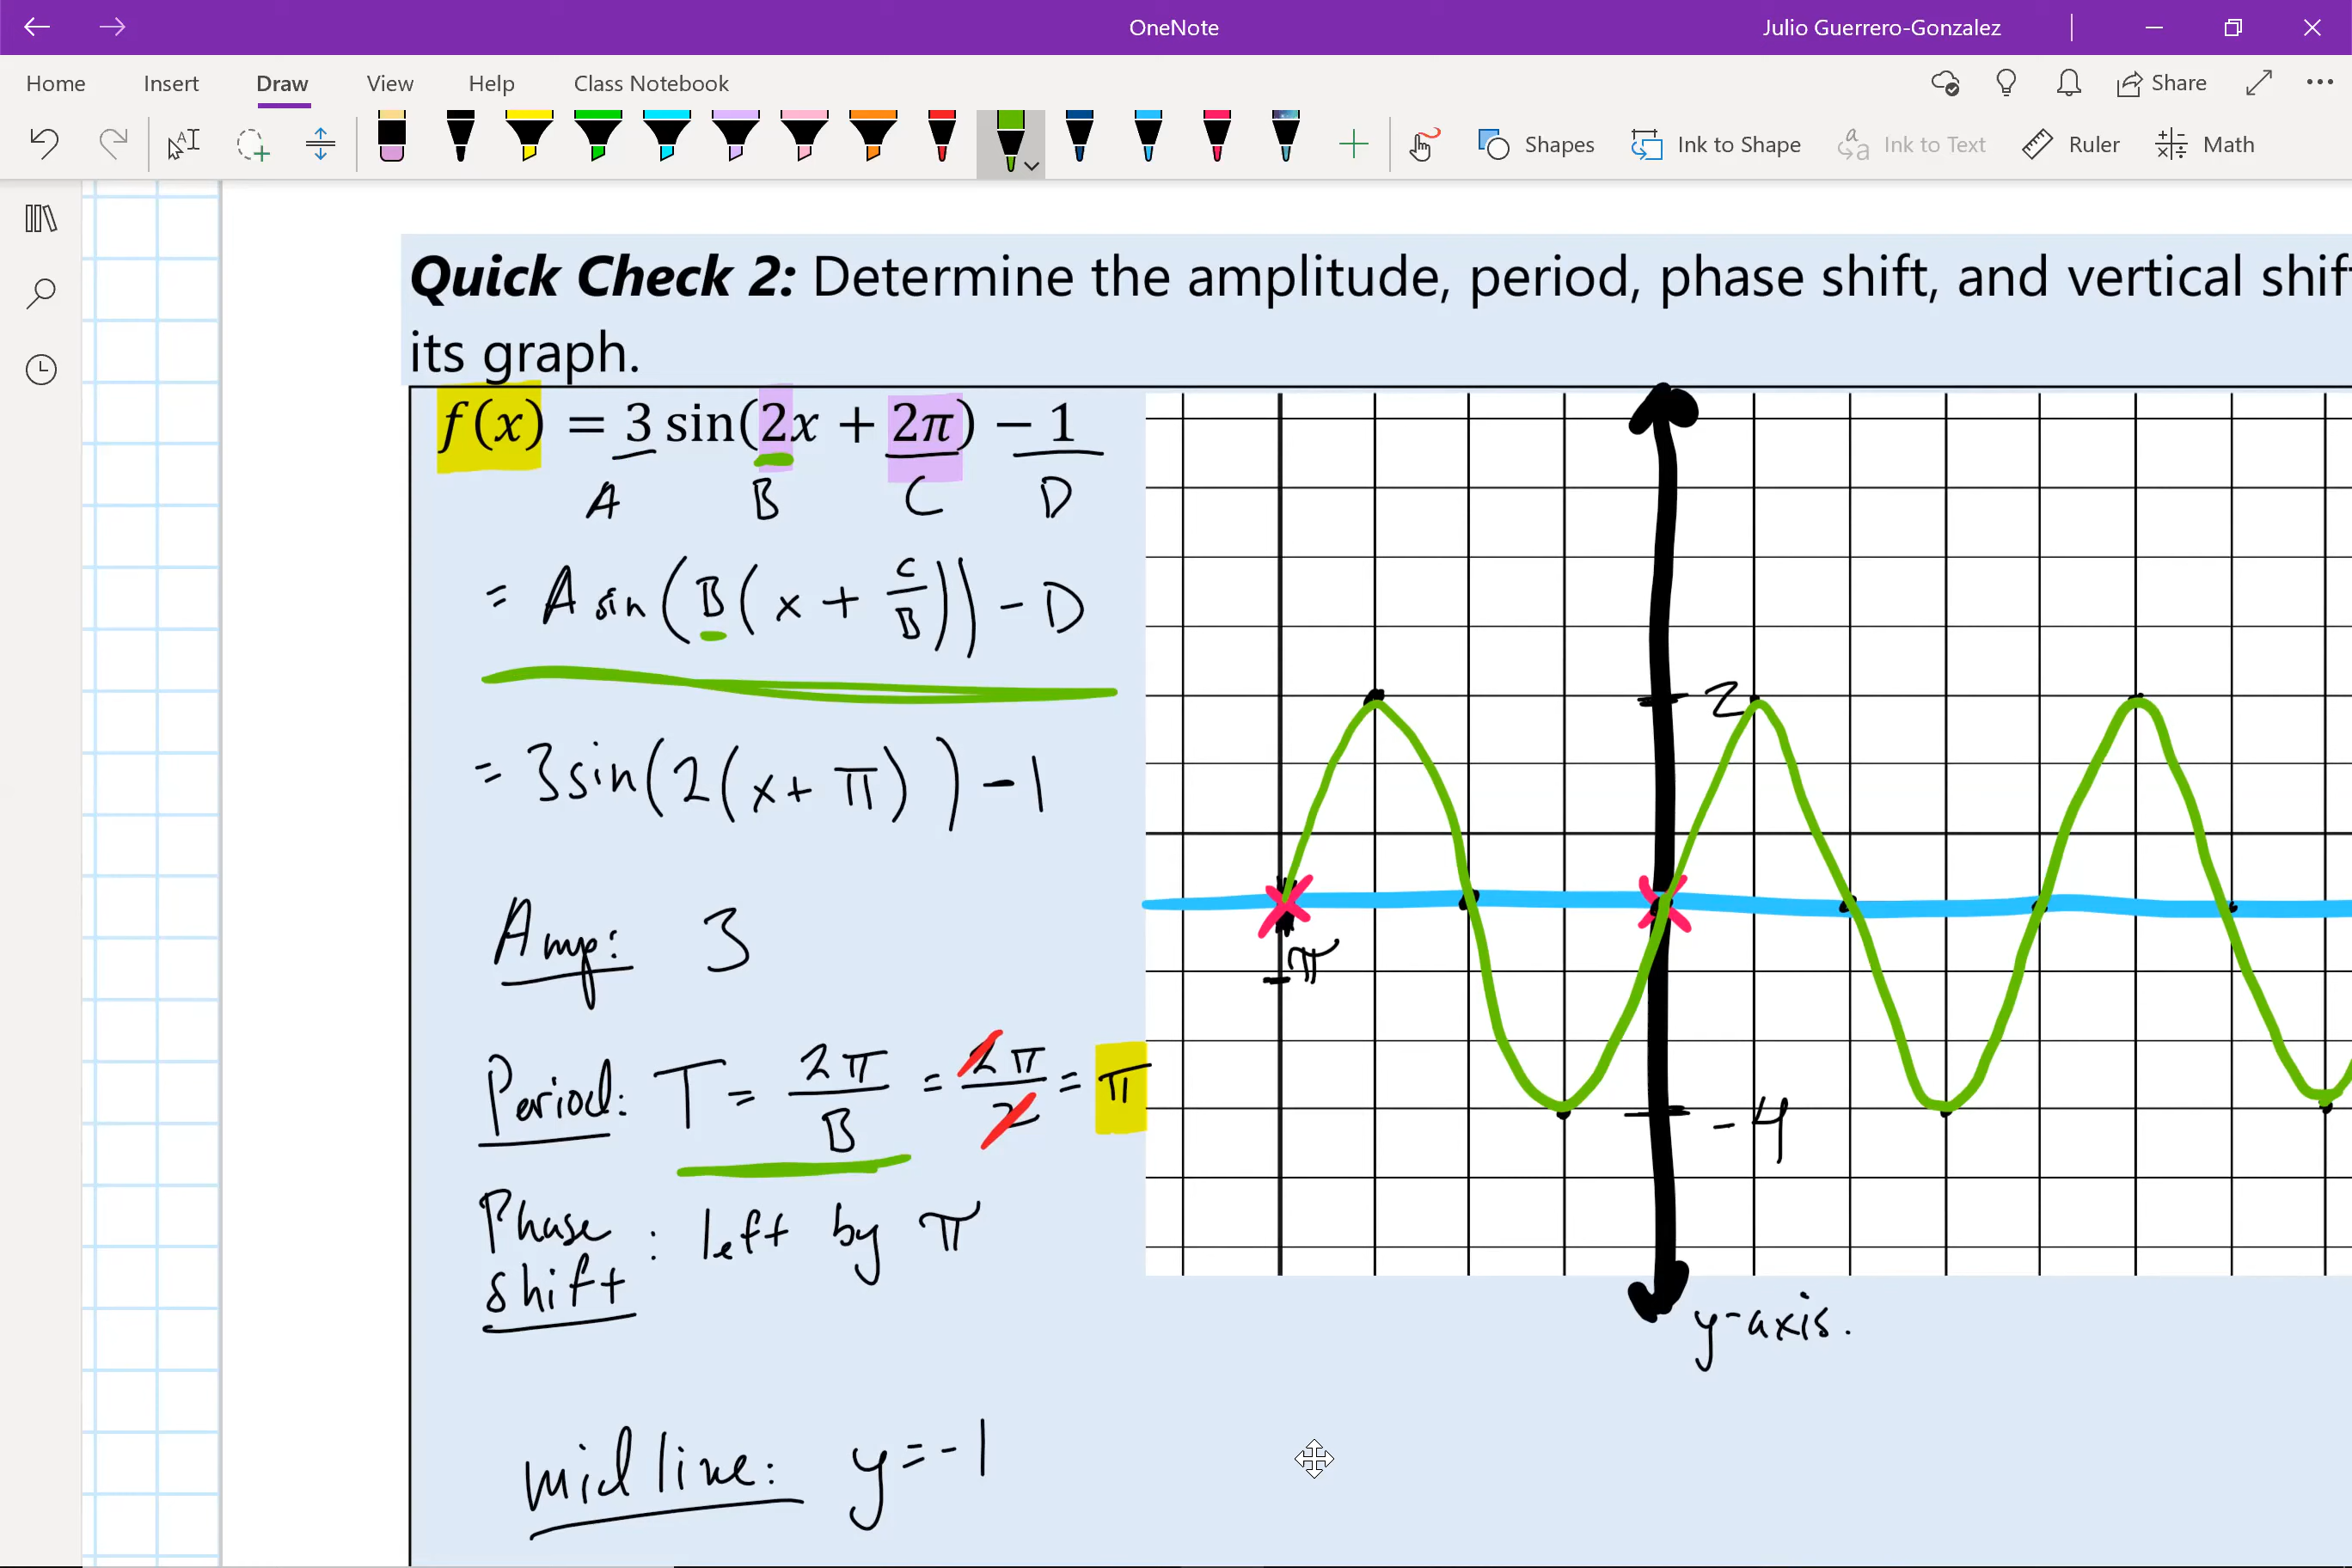 OneNote
Julio Guerrero-Gonzalez
Home Insert Draw View Help Class Notebook
Share
Shapes Ink to Shape Ink to Text Ruler Math
Quick Check 2: Determine the amplitude, period, phase shift, and vertical shif
its graph.
f(x) = 3 sin(2x + 2π) − 1
A B C D
= A sin(B(x + C/B)) - D
= 3sin(2(x + π)) - 1
Amp: 3
Period: T = 2π/B = 2π/2 = π
Phase shift : left by π
midline: y = -1
2
-π
-4
y-axis.